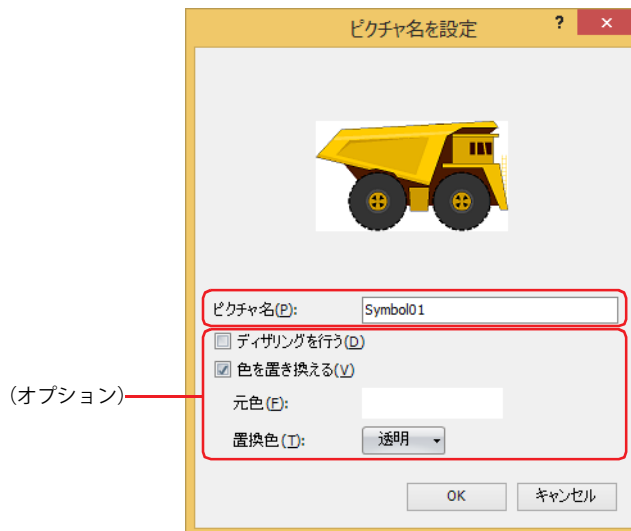 ピクチャ名を設定
? ×
ピクチャ名(P): Symbol01
ディザリングを行う(D)
色を置き換える(V)
(オプション)
元色(F):
置換色(T): 透明
OK キャンセル